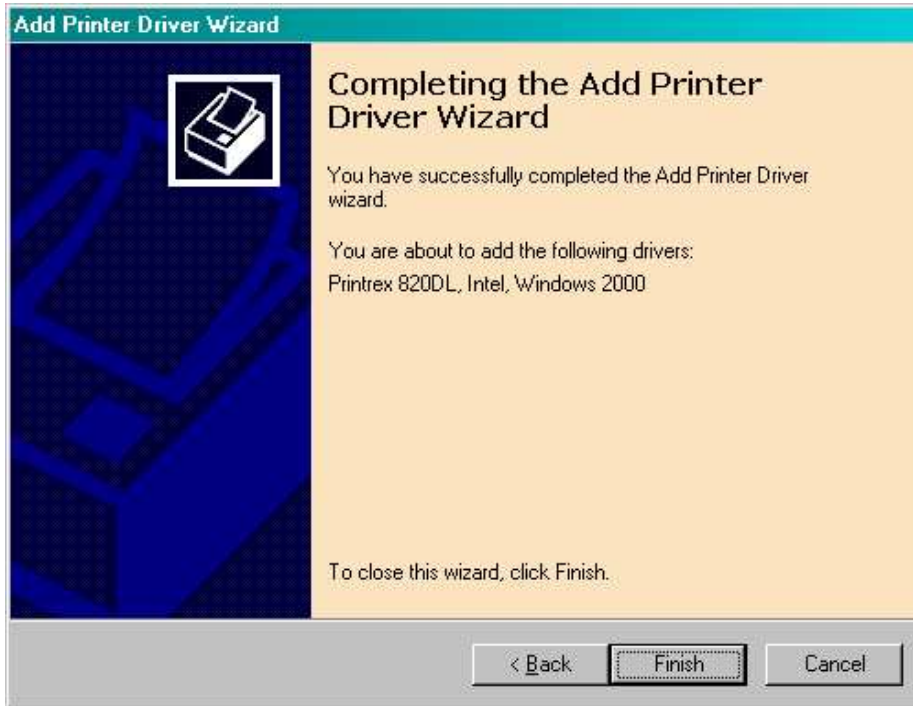 Add Printer Driver Wizard
Completing the Add Printer
Driver Wizard
You have successfully completed the Add Printer Driver
wizard.
You are about to add the following drivers:
Printrex 820DL, Intel, Windows 2000
To close this wizard, click Finish.
< Back Finish Cancel